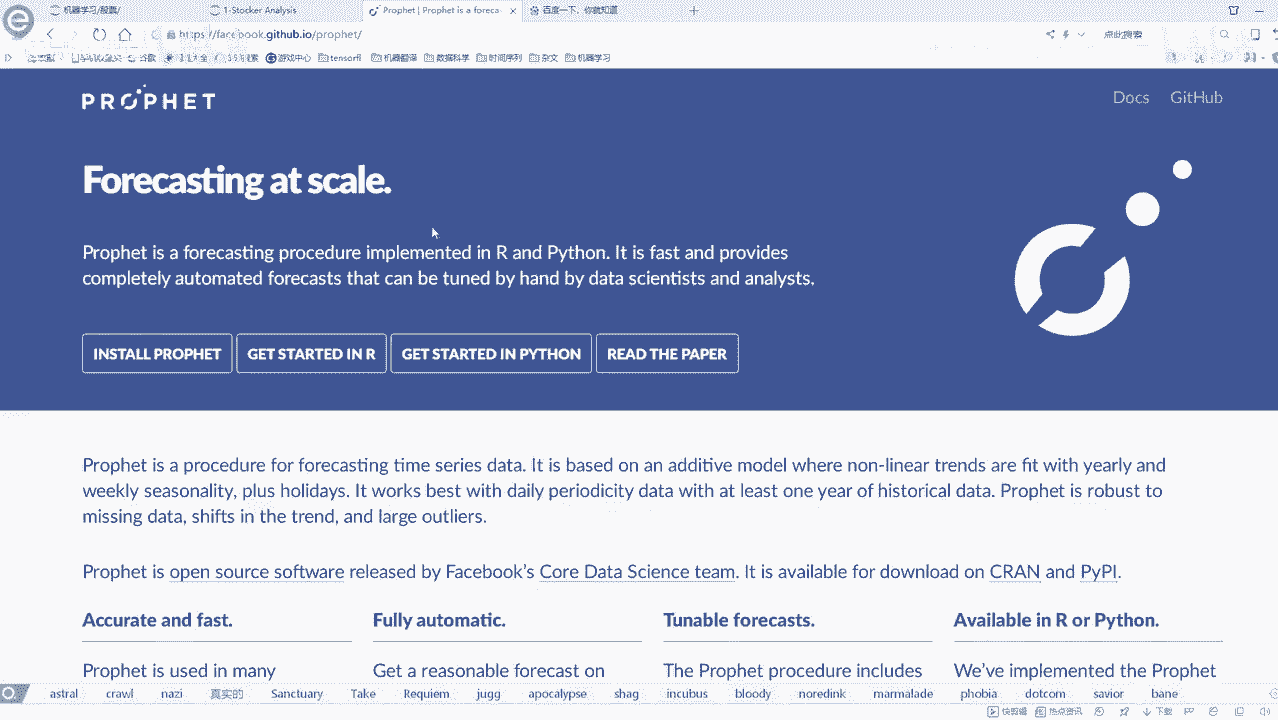 机器学习/股票/
1-Stocker Analysis
Prophet | Prophet is a foreca
百度一下，你就知道
https://facebook.github.io/prophet/
点此搜索
游戏中心 tensorfl 机器翻译 数据科学 时间序列 杂文 机器学习
PROPHET
Docs GitHub
Forecasting at scale.
Prophet is a forecasting procedure implemented in R and Python. It is fast and provides
completely automated forecasts that can be tuned by hand by data scientists and analysts.
INSTALL PROPHET GET STARTED IN R GET STARTED IN PYTHON READ THE PAPER
Prophet is a procedure for forecasting time series data. It is based on an additive model where non-linear trends are fit with yearly and
weekly seasonality, plus holidays. It works best with daily periodicity data with at least one year of historical data. Prophet is robust to
missing data, shifts in the trend, and large outliers.
Prophet is open source software released by Facebook's Core Data Science team. It is available for download on CRAN and PyPI.
Accurate and fast. Fully automatic. Tunable forecasts. Available in R or Python.
Prophet is used in many Get a reasonable forecast on The Prophet procedure includes We've implemented the Prophet
astral crawl nazi 真实的 Sanctuary Take Requiem jugg apocalypse shag incubus bloody noredink marmalade phobia dotcom savior bane
快剪辑 热点资讯 下载